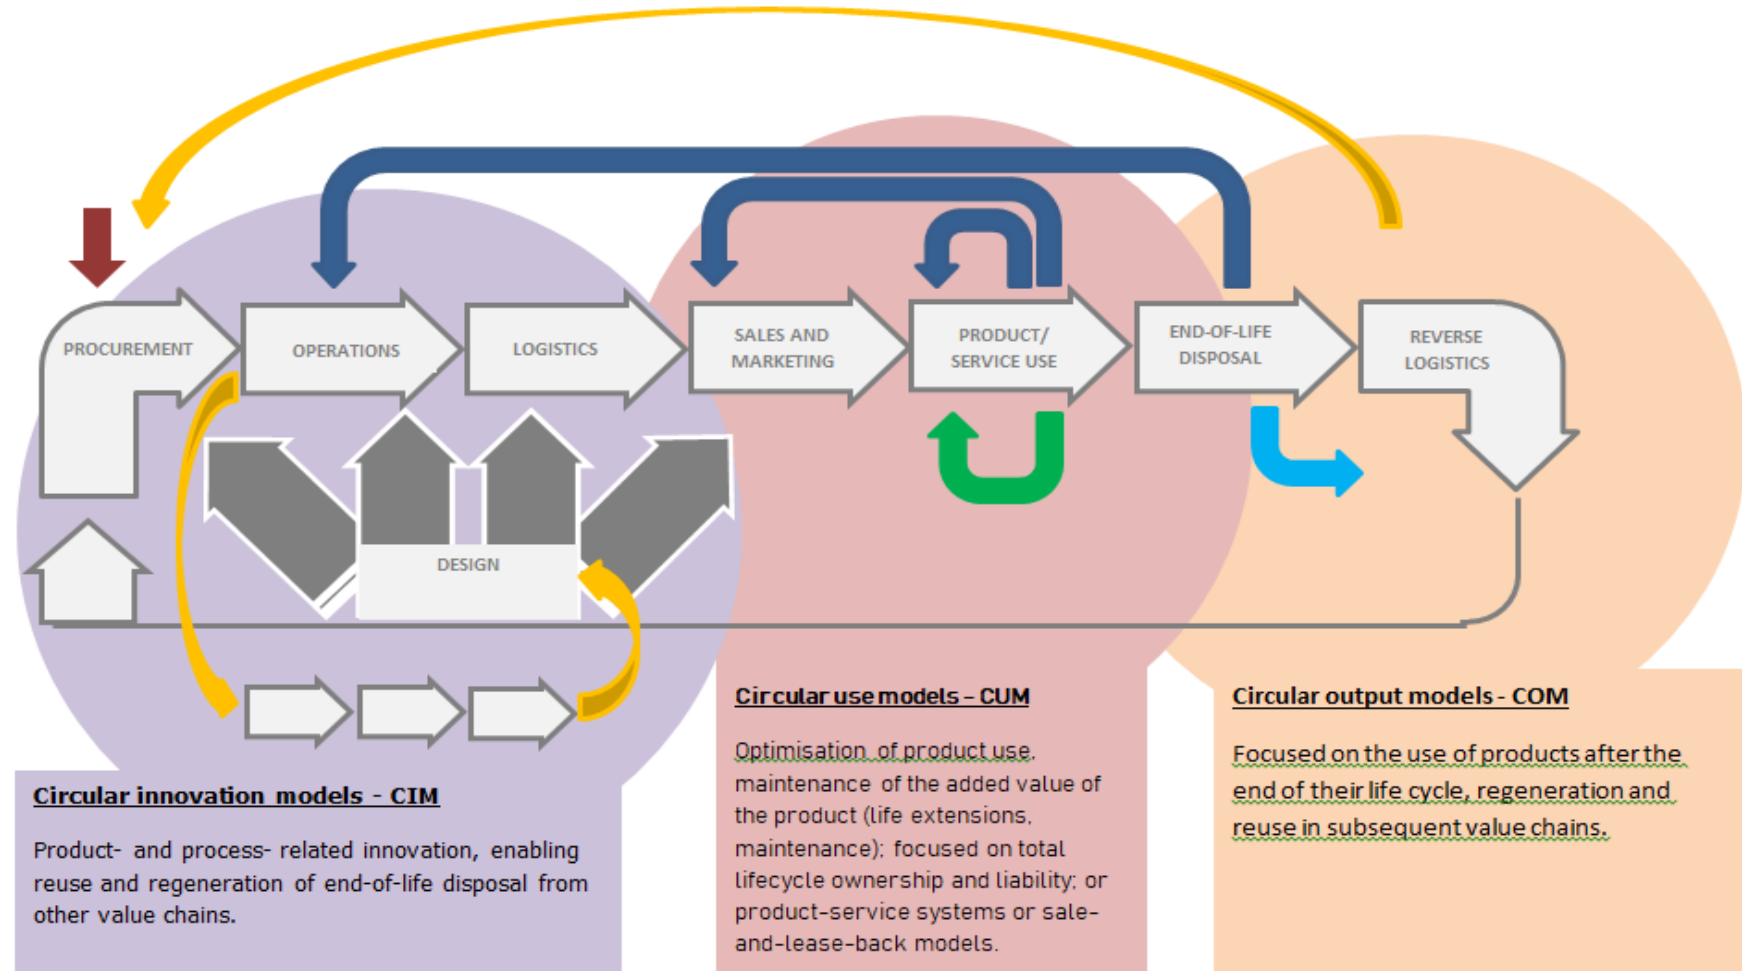 PROCUREMENT
OPERATIONS
LOGISTICS
SALES AND
MARKETING
PRODUCT/
SERVICE USE
END-OF-LIFE
DISPOSAL
REVERSE
LOGISTICS
DESIGN
Circular innovation models - CIM
Product- and process- related innovation, enabling
reuse and regeneration of end-of-life disposal from
other value chains.
Circular use models – CUM
Optimisation of product use,
maintenance of the added value of
the product (life extensions,
maintenance); focused on total
lifecycle ownership and liability; or
product-service systems or sale-
and-lease-back models.
Circular output models - COM
Focused on the use of products after the
end of their life cycle, regeneration and
reuse in subsequent value chains.